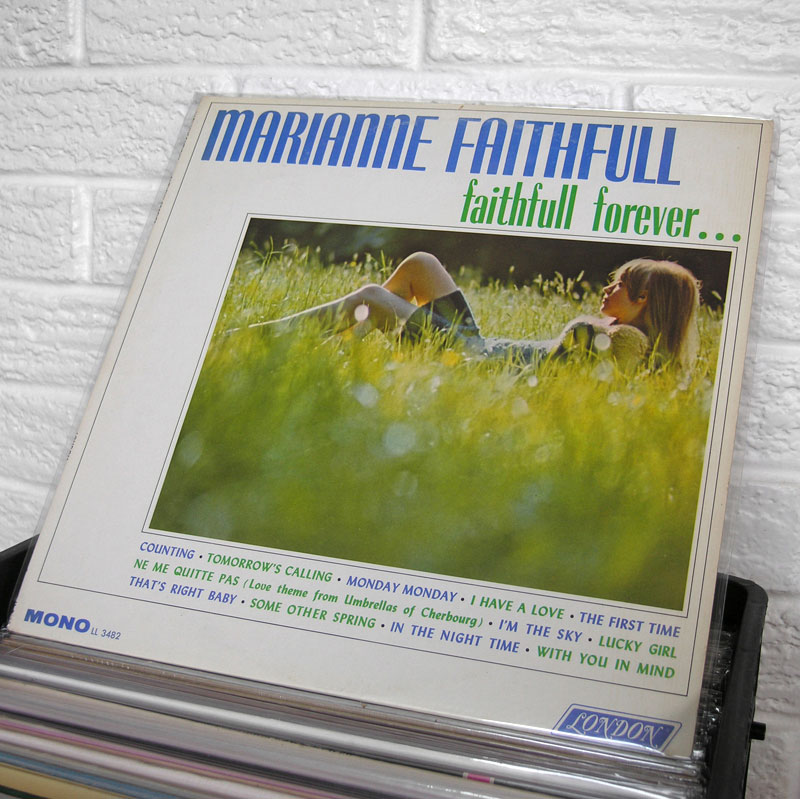 MARIANNE FAITHFULL
faithfull forever...
COUNTING • TOMORROW'S CALLING • MONDAY MONDAY • I HAVE A LOVE • THE FIRST TIME
NE ME QUITTE PAS (Love theme from Umbrellas of Cherbourg) • I'M THE SKY • LUCKY GIRL
THAT'S RIGHT BABY • SOME OTHER SPRING • IN THE NIGHT TIME • WITH YOU IN MIND
MONO LL 3482
LONDON